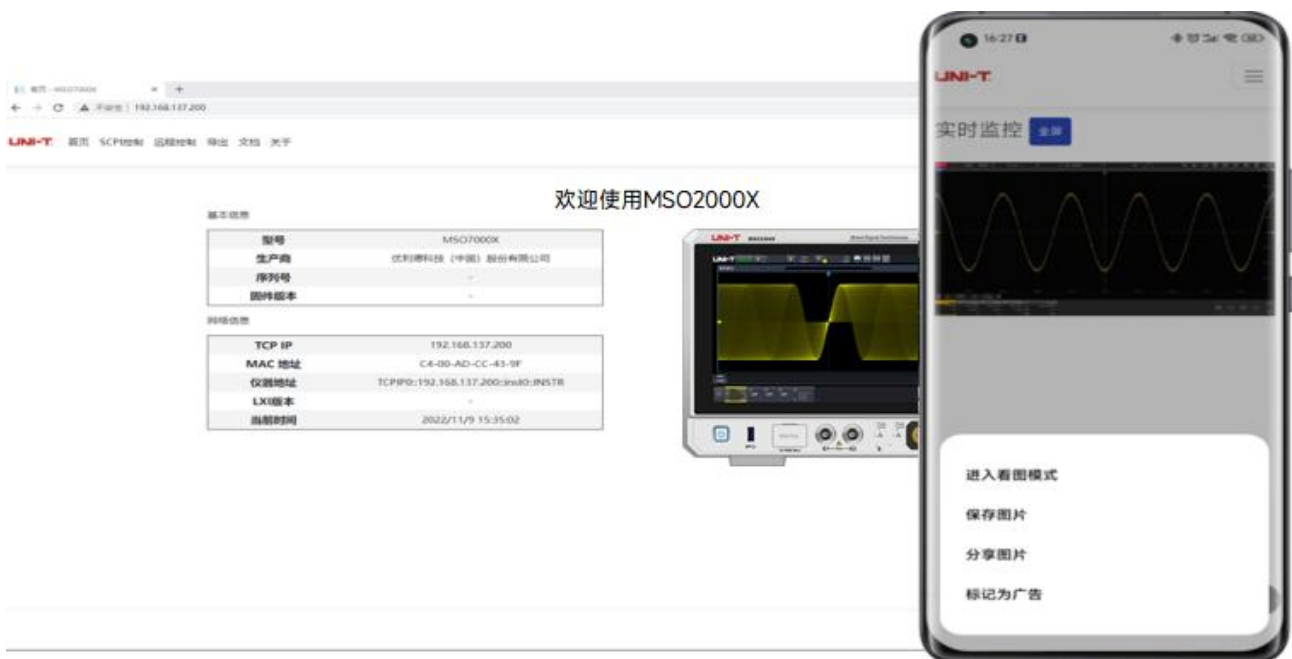 首页 - MSO7000X
不安全 | 192.168.137.200
UNI-T 首页 SCPI控制 远程控制 导出 文档 关于
欢迎使用MSO2000X
基本信息
型号 MSO7000X
生产商 优利德科技（中国）股份有限公司
序列号 -
固件版本 -
网络信息
TCP IP 192.168.137.200
MAC 地址 C4-00-AD-CC-43-9F
仪器地址 TCPIP0::192.168.137.200::inst0::INSTR
LXI版本 -
当前时间 2022/11/9 15:35:02
UNI-T
UNI-T
16:27
UNI-T
实时监控 全屏
进入看图模式
保存图片
分享图片
标记为广告